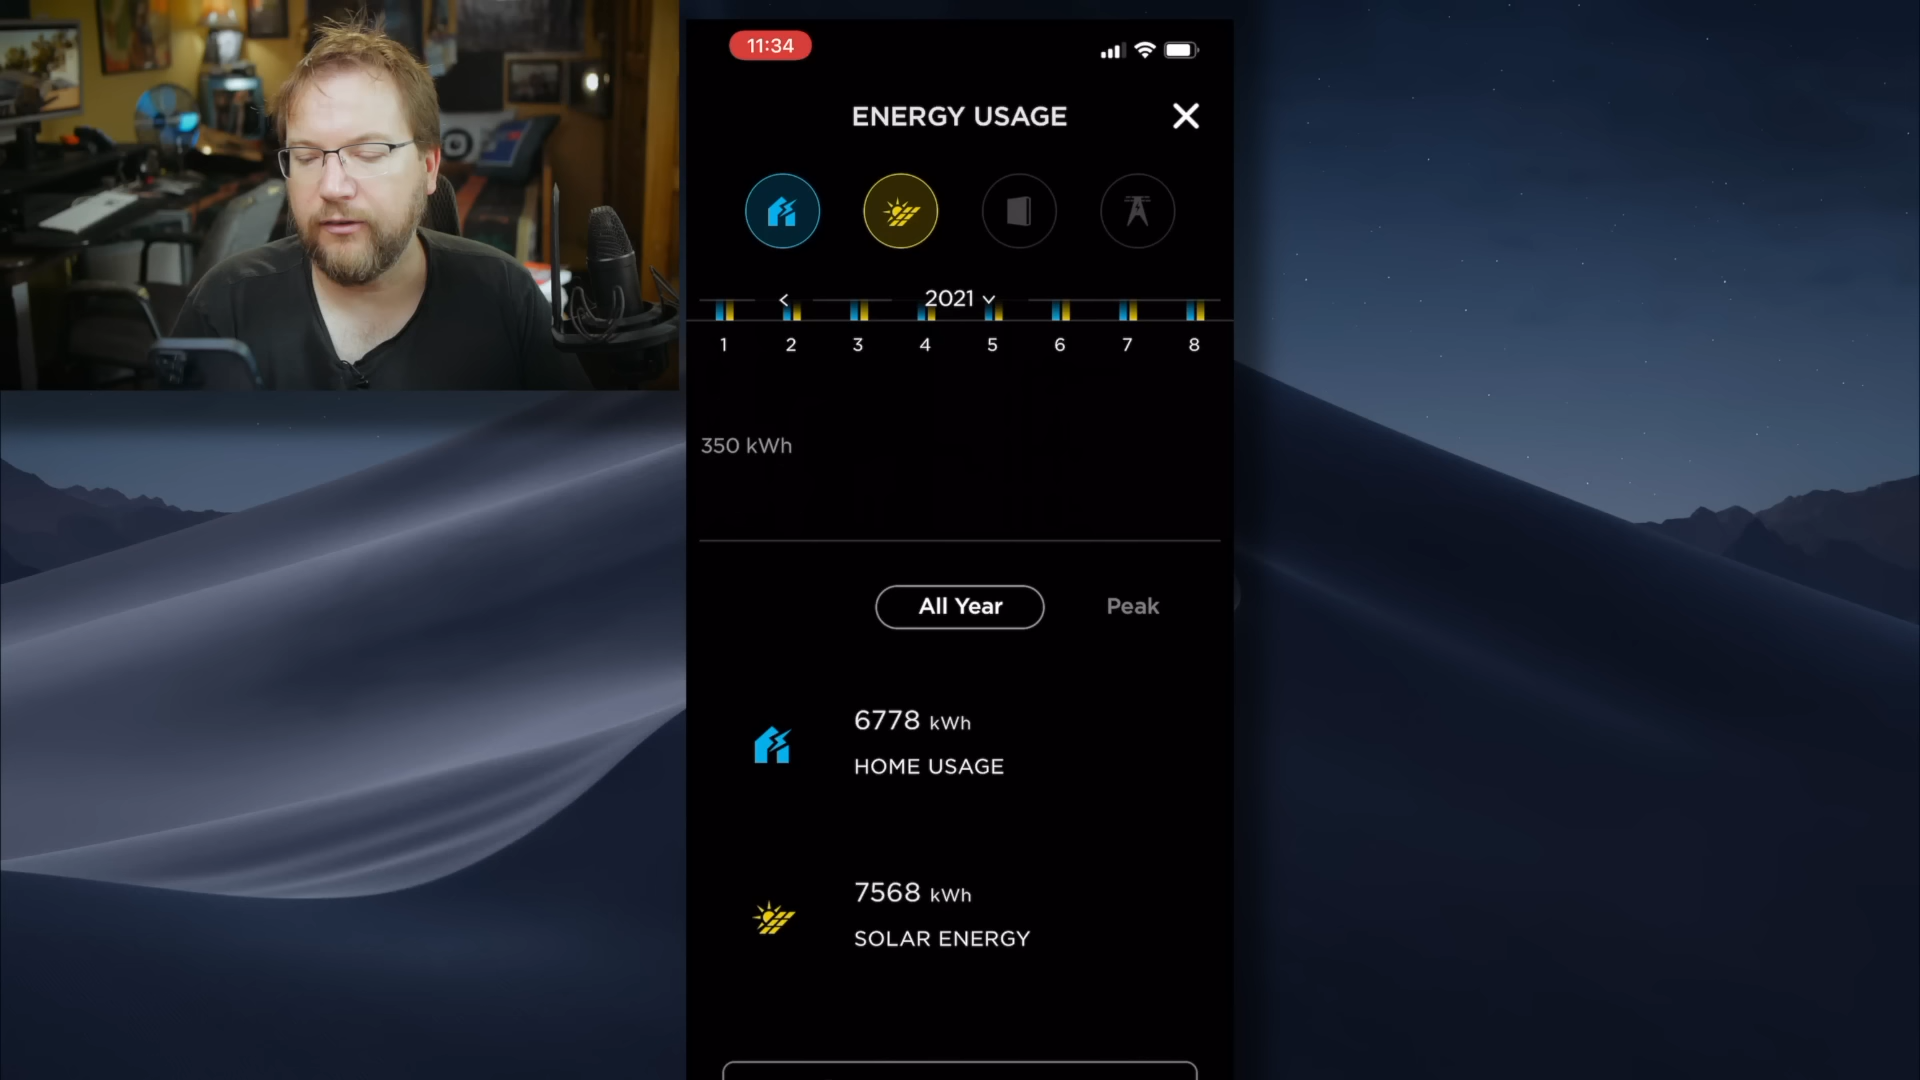 11:34
ENERGY USAGE
2021
1 2 3 4 5 6 7 8
350 kWh
All Year Peak
6778 kWh
HOME USAGE
7568 kWh
SOLAR ENERGY